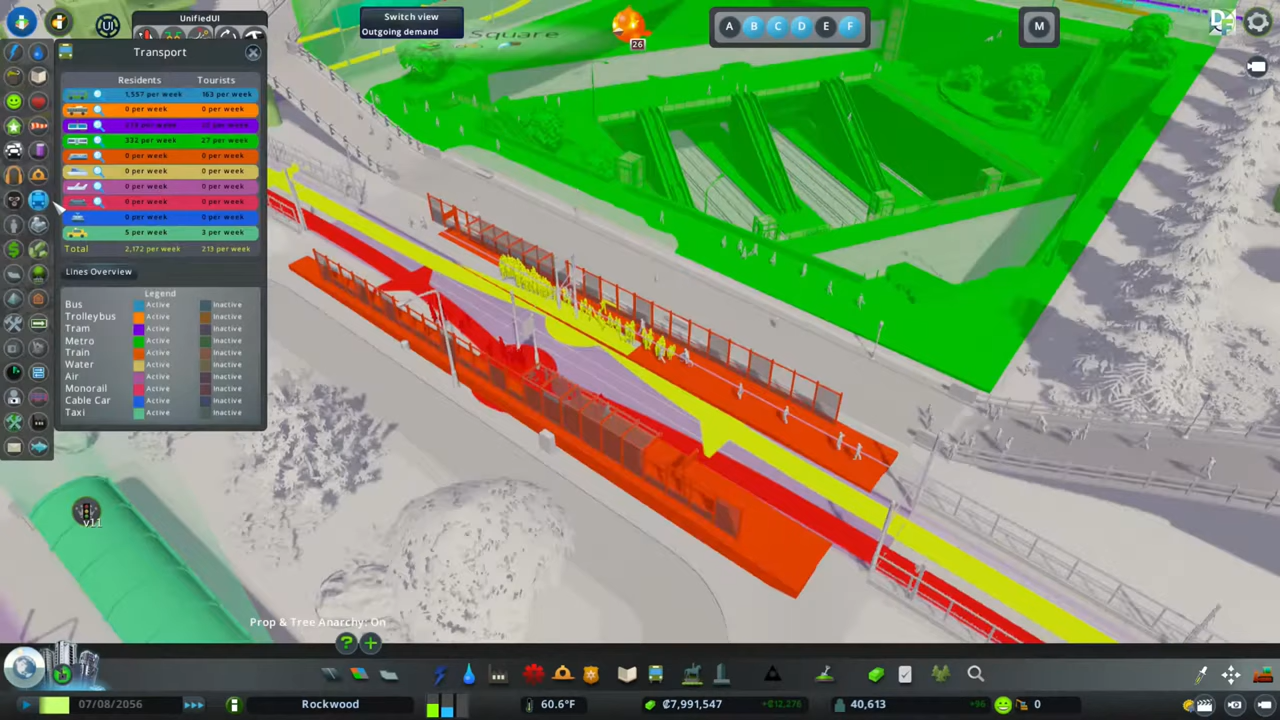 UnifiedUI
Switch view
Outgoing demand
26
A B C D E F
M
Square
Transport
Residents Tourists
1,557 per week 163 per week
0 per week 0 per week
332 per week 27 per week
0 per week 0 per week
0 per week 0 per week
0 per week 0 per week
0 per week 0 per week
0 per week 0 per week
5 per week 3 per week
Total 2,172 per week 213 per week
Lines Overview
Legend
Bus Active Inactive
Trolleybus Active Inactive
Tram Active Inactive
Metro Active Inactive
Train Active Inactive
Water Active Inactive
Air Active Inactive
Monorail Active Inactive
Cable Car Active Inactive
Taxi Active Inactive
v11
Prop & Tree Anarchy: On
? +
07/08/2056
Rockwood
60.6°F
₡7,991,547
+₡12,276
40,613
+96
0